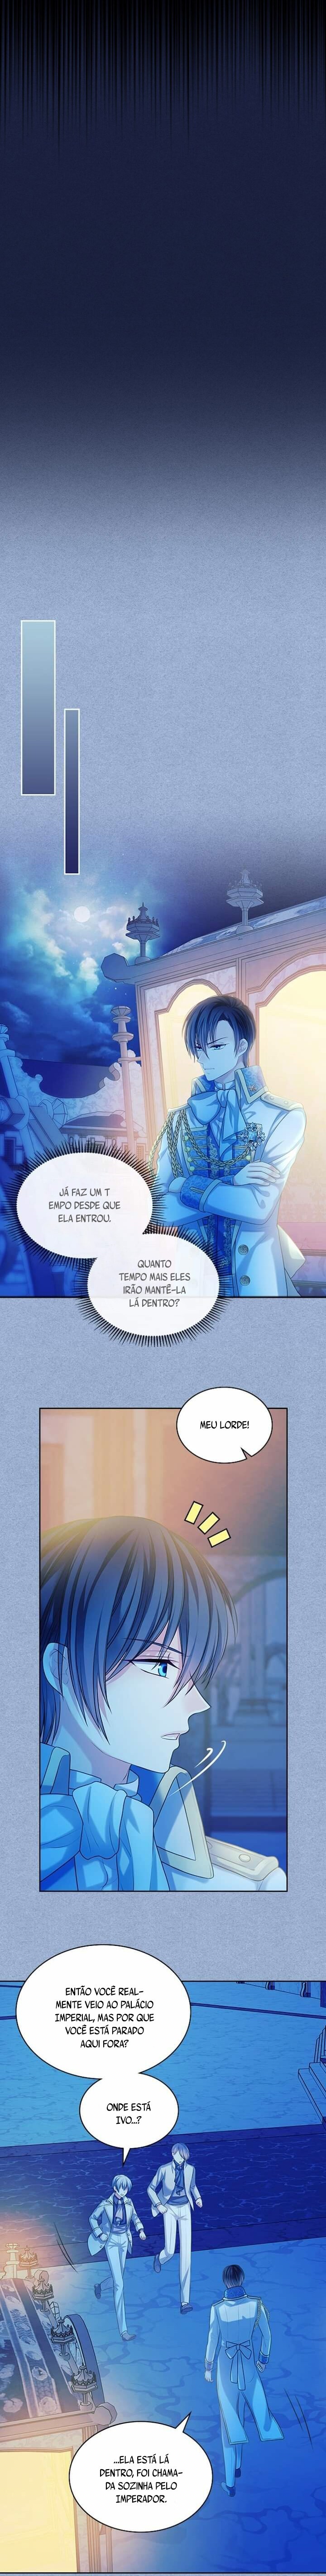 JÁ FAZ UM T
EMPO DESDE QUE
ELA ENTROU.
QUANTO
TEMPO MAIS ELES
IRÃO MANTÊ-LA
LÁ DENTRO?
MEU LORDE!
ENTÃO VOCÊ REAL-
MENTE VEIO AO PALÁCIO
IMPERIAL, MAS POR QUE
VOCÊ ESTÁ PARADO
AQUI FORA?
ONDE ESTÁ
IVO...?
...ELA ESTÁ LÁ
DENTRO, FOI CHAMA-
DA SOZINHA PELO
IMPERADOR.